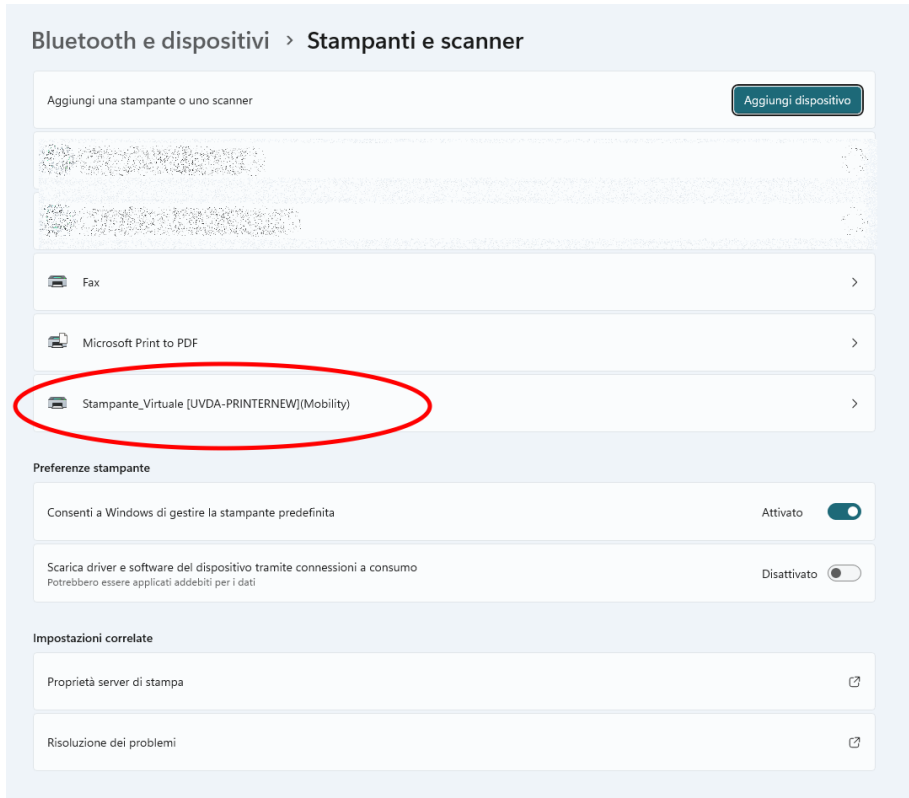 Bluetooth e dispositivi > Stampanti e scanner
Aggiungi una stampante o uno scanner
Aggiungi dispositivo
Fax
Microsoft Print to PDF
Stampante_Virtuale [UVDA-PRINTERNEW](Mobility)
Preferenze stampante
Consenti a Windows di gestire la stampante predefinita
Attivato
Scarica driver e software del dispositivo tramite connessioni a consumo
Potrebbero essere applicati addebiti per i dati
Disattivato
Impostazioni correlate
Proprietà server di stampa
Risoluzione dei problemi